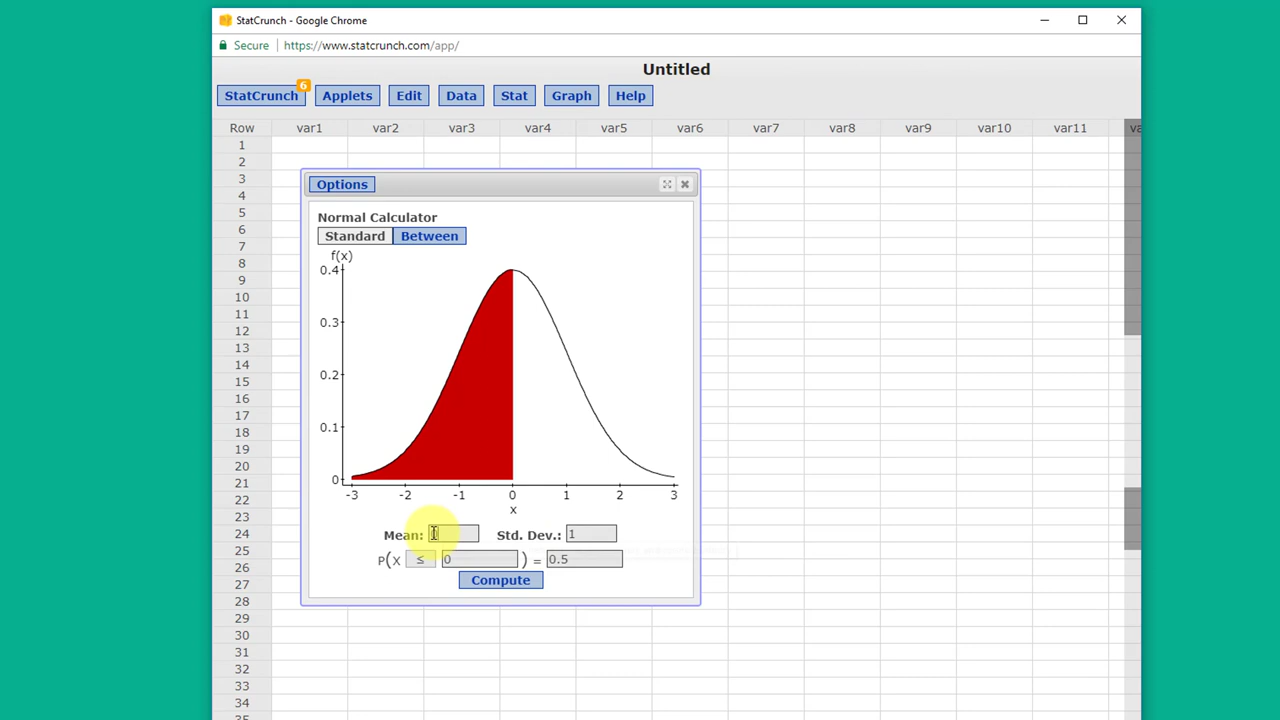 StatCrunch - Google Chrome
Secure https://www.statcrunch.com/app/
Untitled
StatCrunch 6 Applets Edit Data Stat Graph Help
Row var1 var2 var3 var4 var5 var6 var7 var8 var9 var10 var11 va
1
2
3
4
5
6
7
8
9
10
11
12
13
14
15
16
17
18
19
20
21
22
23
24
25
26
27
28
29
30
31
32
33
34
35
Options
Normal Calculator
Standard Between
f(x)
0.4
0.3
0.2
0.1
0
-3 -2 -1 0 1 2 3
x
Mean: Std. Dev.: 1
P(X ≤ 0 ) = 0.5
Compute